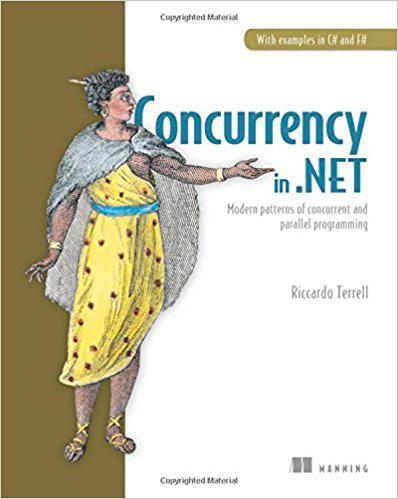 Copyrighted Material
With examples in C# and F#
Concurrency
in .NET
Modern patterns of concurrent and
parallel programming
Riccardo Terrell
MANNING
Copyrighted Material